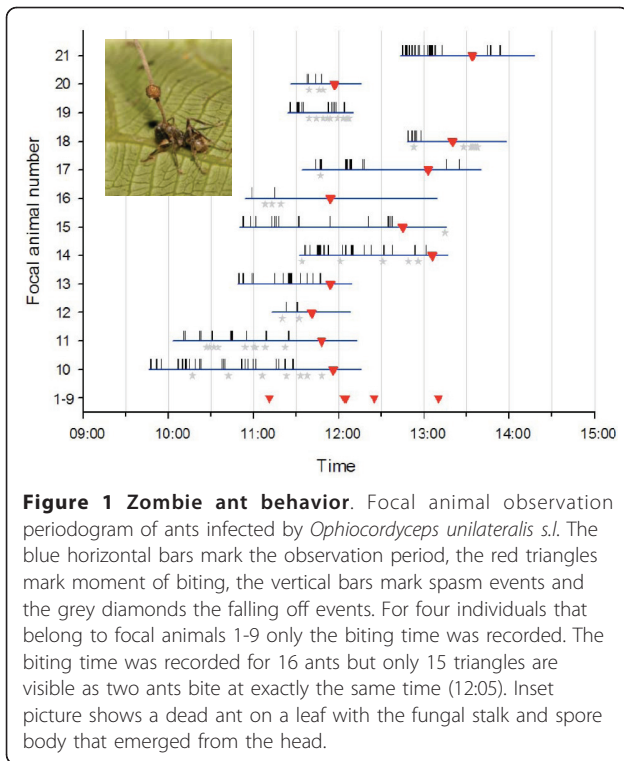 21
20
19
18
17
16
15
14
13
12
11
10
1-9
Focal animal number
09:00 10:00 11:00 12:00 13:00 14:00 15:00
Time
Figure 1 Zombie ant behavior. Focal animal observation
periodogram of ants infected by Ophiocordyceps unilateralis s.l. The
blue horizontal bars mark the observation period, the red triangles
mark moment of biting, the vertical bars mark spasm events and
the grey diamonds the falling off events. For four individuals that
belong to focal animals 1-9 only the biting time was recorded. The
biting time was recorded for 16 ants but only 15 triangles are
visible as two ants bite at exactly the same time (12:05). Inset
picture shows a dead ant on a leaf with the fungal stalk and spore
body that emerged from the head.